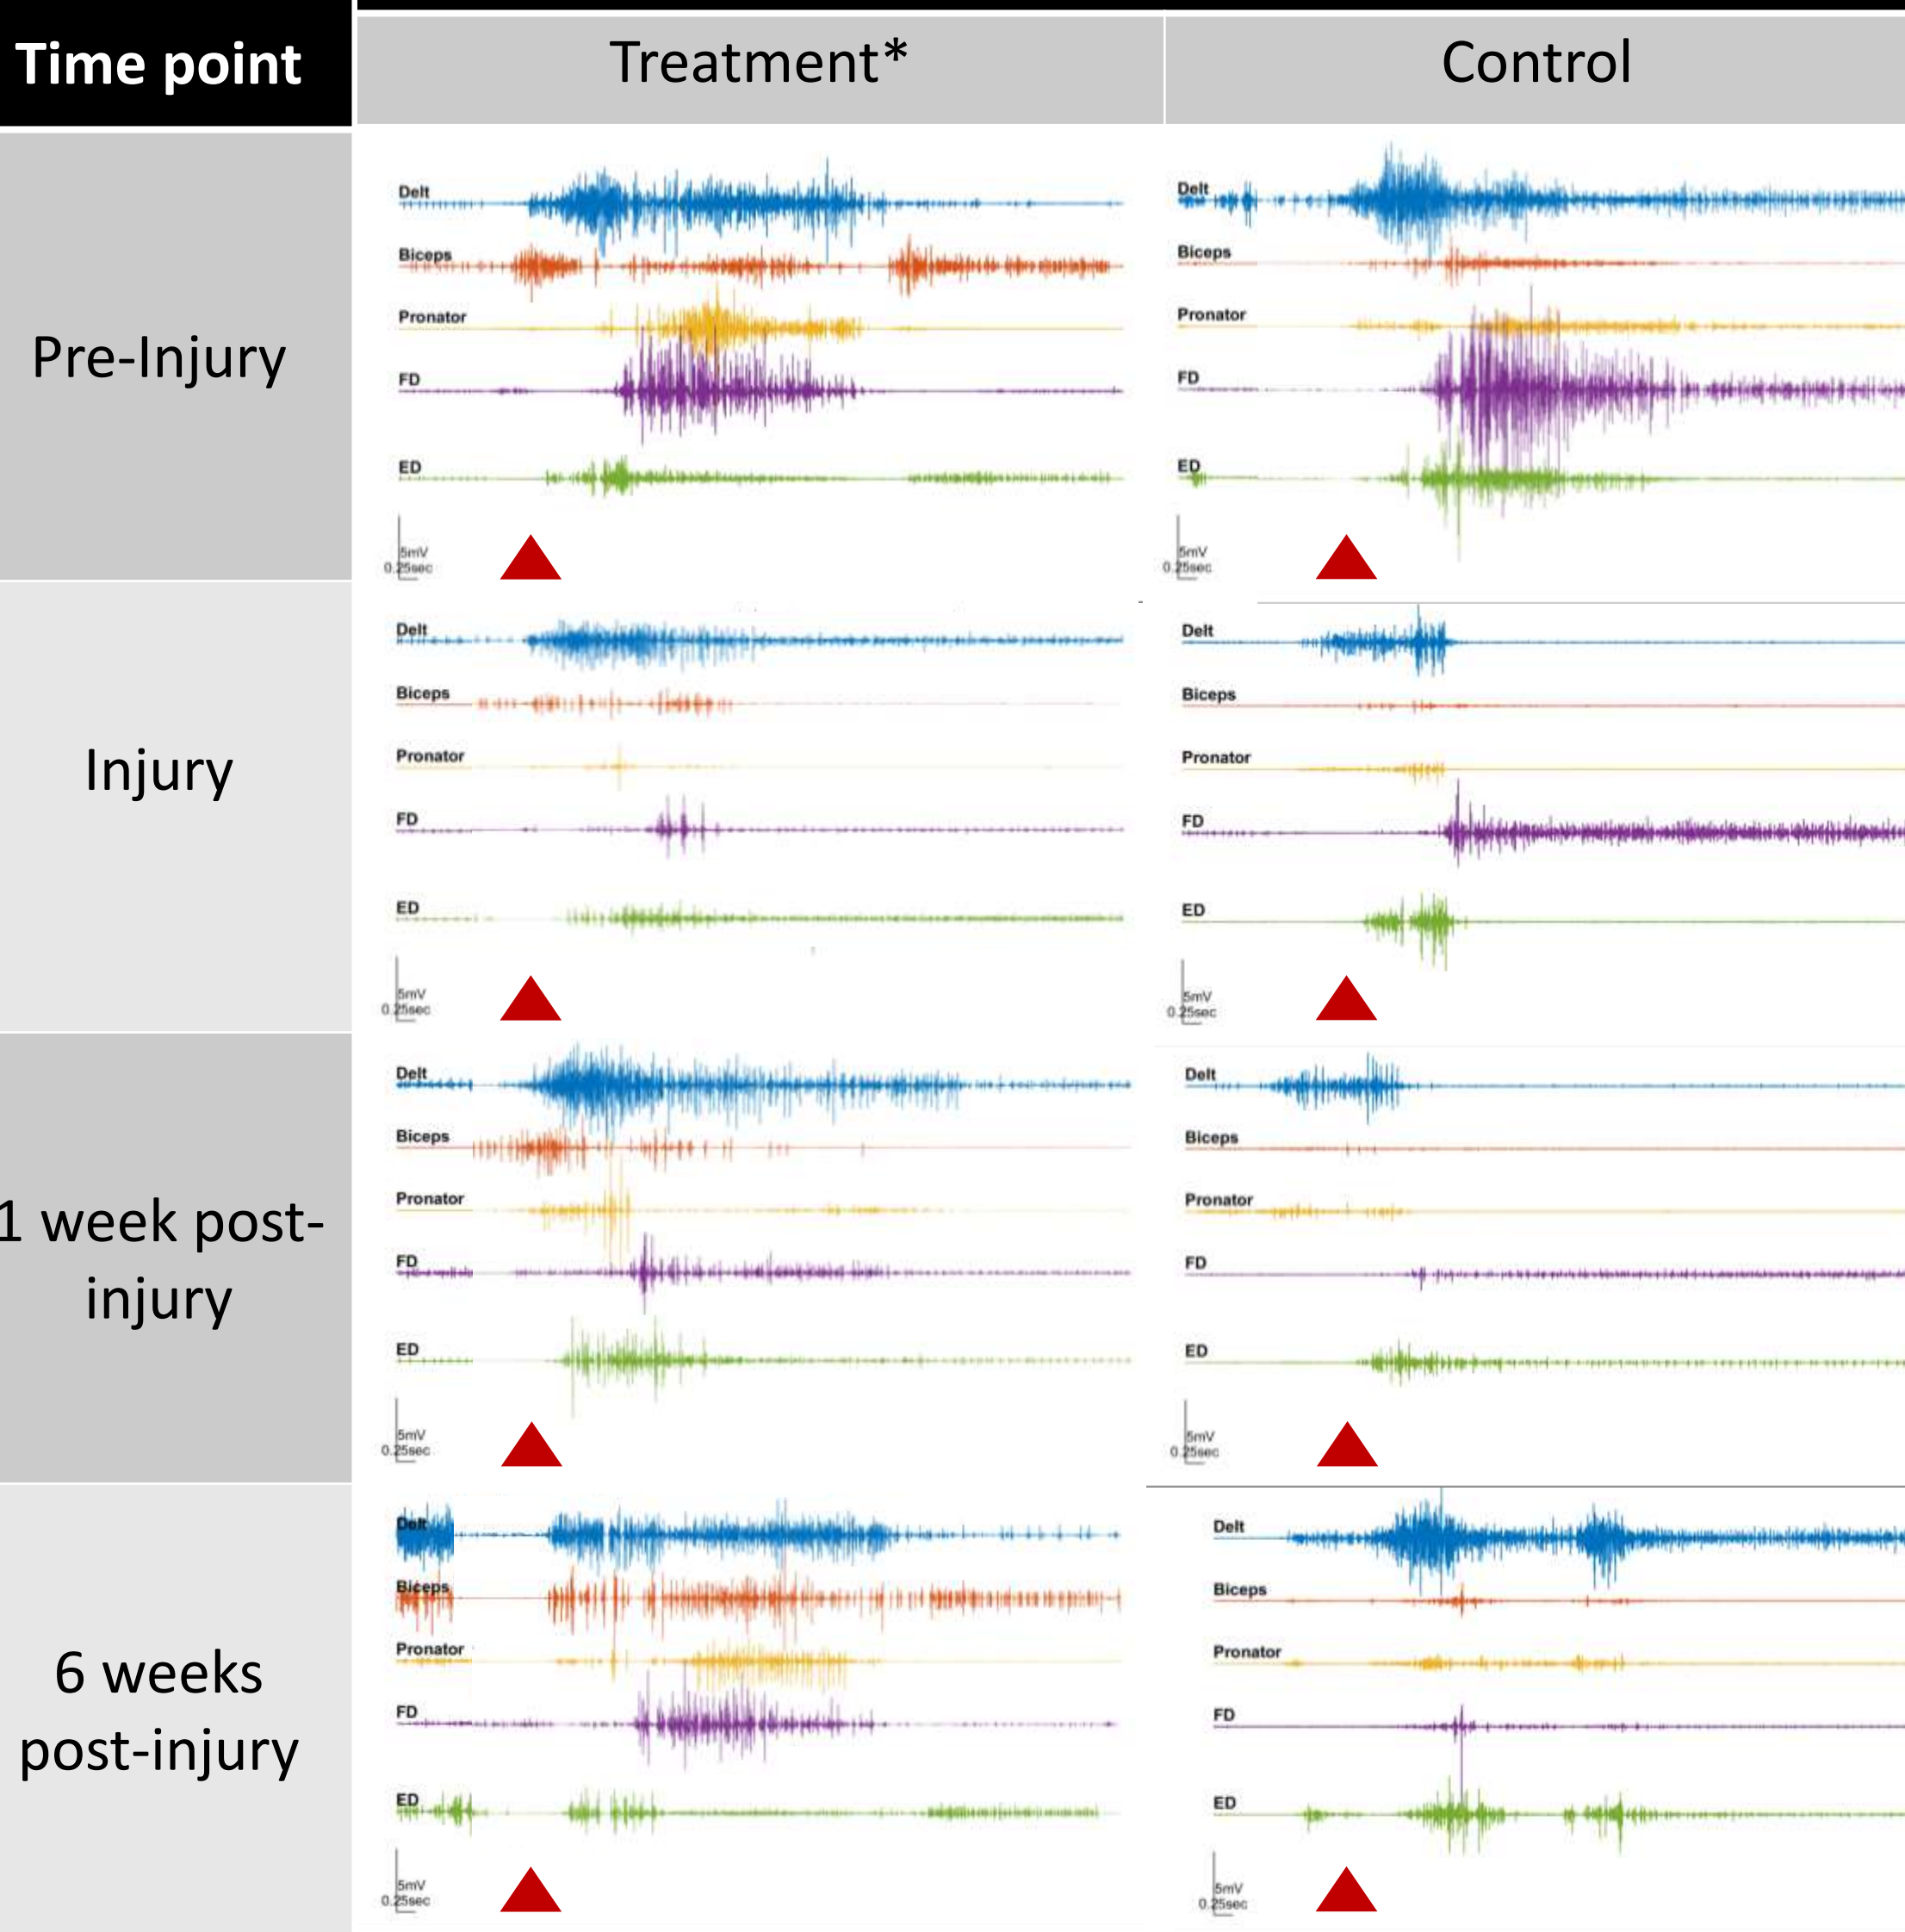 Time point
Treatment*
Control
Pre-Injury
Delt
Biceps
Pronator
FD
ED
5mV
0.25sec
Delt
Biceps
Pronator
FD
ED
5mV
0.25sec
Injury
Delt
Biceps
Pronator
FD
ED
5mV
0.25sec
Delt
Biceps
Pronator
FD
ED
5mV
0.25sec
1 week post-
injury
Delt
Biceps
Pronator
FD
ED
5mV
0.25sec
Delt
Biceps
Pronator
FD
ED
5mV
0.25sec
6 weeks
post-injury
Delt
Biceps
Pronator
FD
ED
5mV
0.25sec
Delt
Biceps
Pronator
FD
ED
5mV
0.25sec